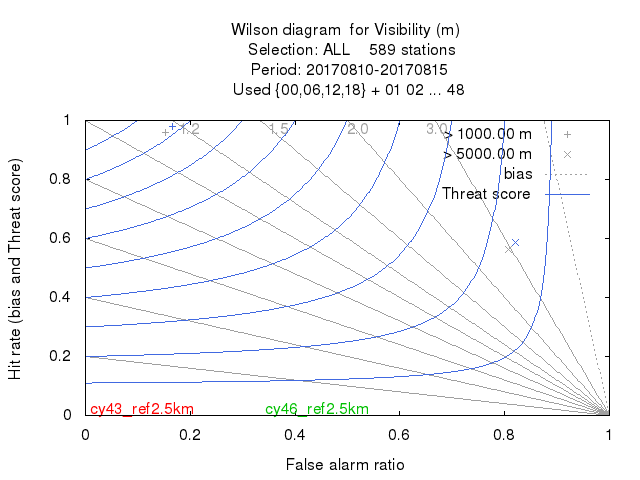 Wilson diagram  for Visibility (m)
Selection: ALL    589 stations
Period: 20170810-20170815
Used {00,06,12,18} + 01 02 ... 48
Hit rate (bias and Threat score)
1
0.8
0.6
0.4
0.2
0
1.2
1.5
2.0
3.0
> 1000.00 m
> 5000.00 m
bias
Threat score
cy43_ref2.5km
cy46_ref2.5km
0
0.2
0.4
0.6
0.8
1
False alarm ratio